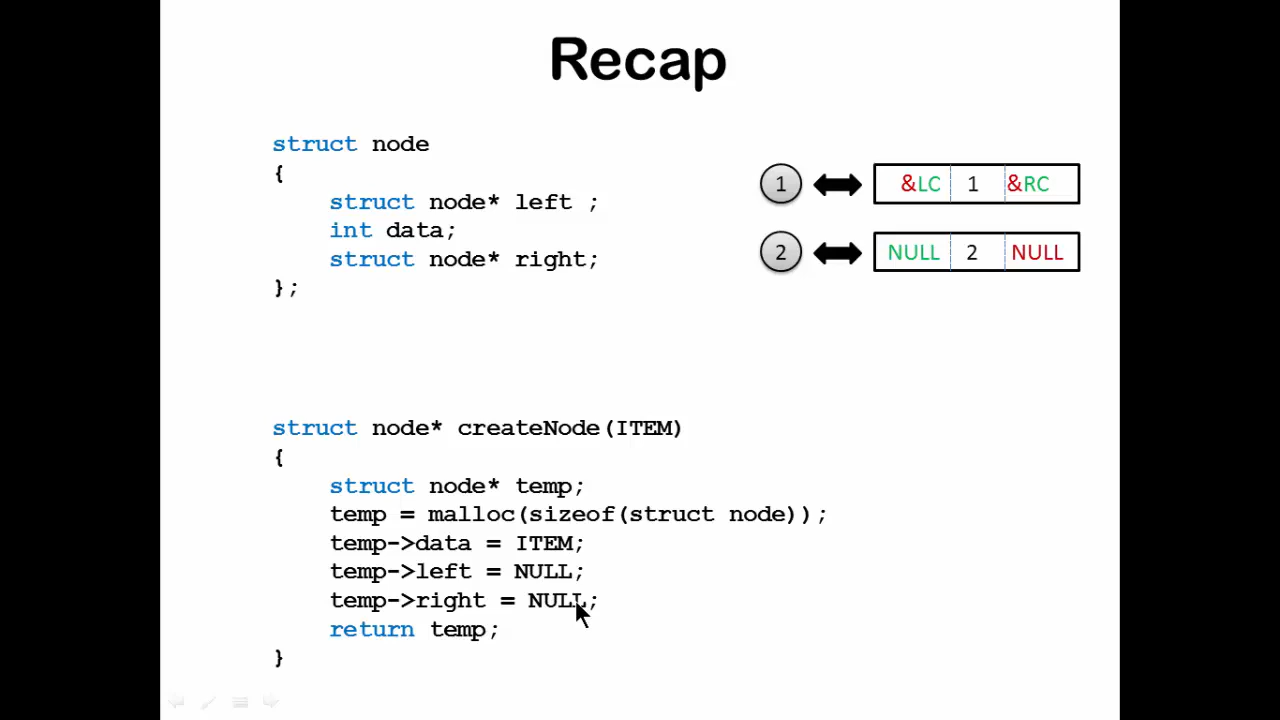 Recap
struct node
{
struct node* left ;
int data;
struct node* right;
};
1 &LC 1 &RC
2 NULL 2 NULL
struct node* createNode(ITEM)
{
struct node* temp;
temp = malloc(sizeof(struct node));
temp->data = ITEM;
temp->left = NULL;
temp->right = NULL;
return temp;
}